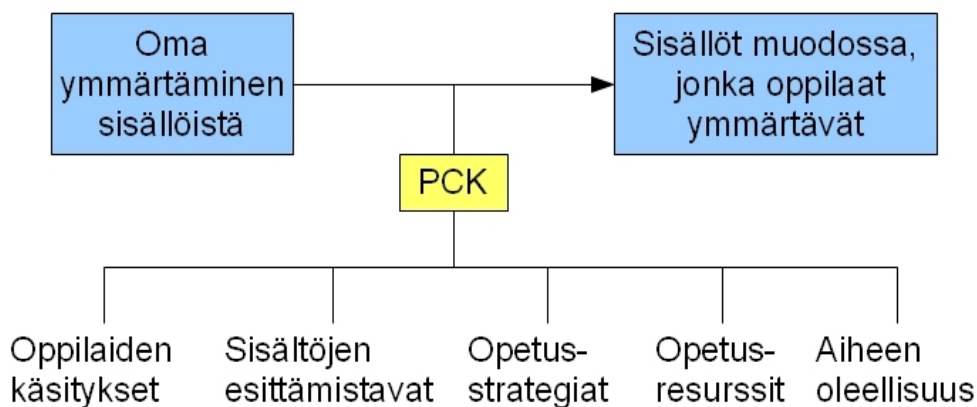 Oma
ymmärtäminen
sisällöistä
Sisällöt muodossa,
jonka oppilaat
ymmärtävät
PCK
Oppilaiden
käsitykset
Sisältöjen
esittämistavat
Opetus-
strategiat
Opetus-
resurssit
Aiheen
oleellisuus